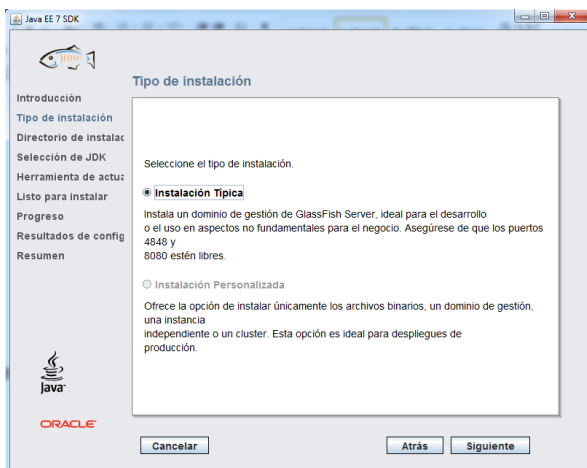 Java EE 7 SDK
Tipo de instalación
Introducción
Tipo de instalación
Directorio de instalac
Selección de JDK
Herramienta de actua
Listo para instalar
Progreso
Resultados de config
Resumen
Seleccione el tipo de instalación.
Instalación Típica
Instala un dominio de gestión de GlassFish Server, ideal para el desarrollo
o el uso en aspectos no fundamentales para el negocio. Asegúrese de que los puertos
4848 y
8080 estén libres.
Instalación Personalizada
Ofrece la opción de instalar únicamente los archivos binarios, un dominio de gestión,
una instancia
independiente o un cluster. Esta opción es ideal para despliegues de
producción.
Java
ORACLE
Cancelar
Atrás
Siguiente